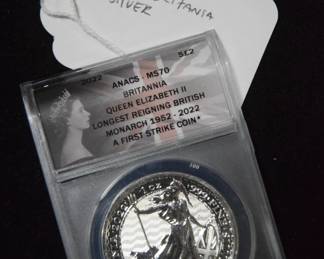 BRITANNIA
SILVER
2022 ANACS - MS70 S£2
BRITANNIA
QUEEN ELIZABETH II
LONGEST REIGNING BRITISH
MONARCH 1952 - 2022
A FIRST STRIKE COIN*